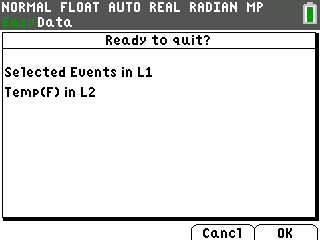 NORMAL FLOAT AUTO REAL RADIAN MP
EasyData
Ready to quit?
Selected Events in L1
Temp(F) in L2
Cancl OK